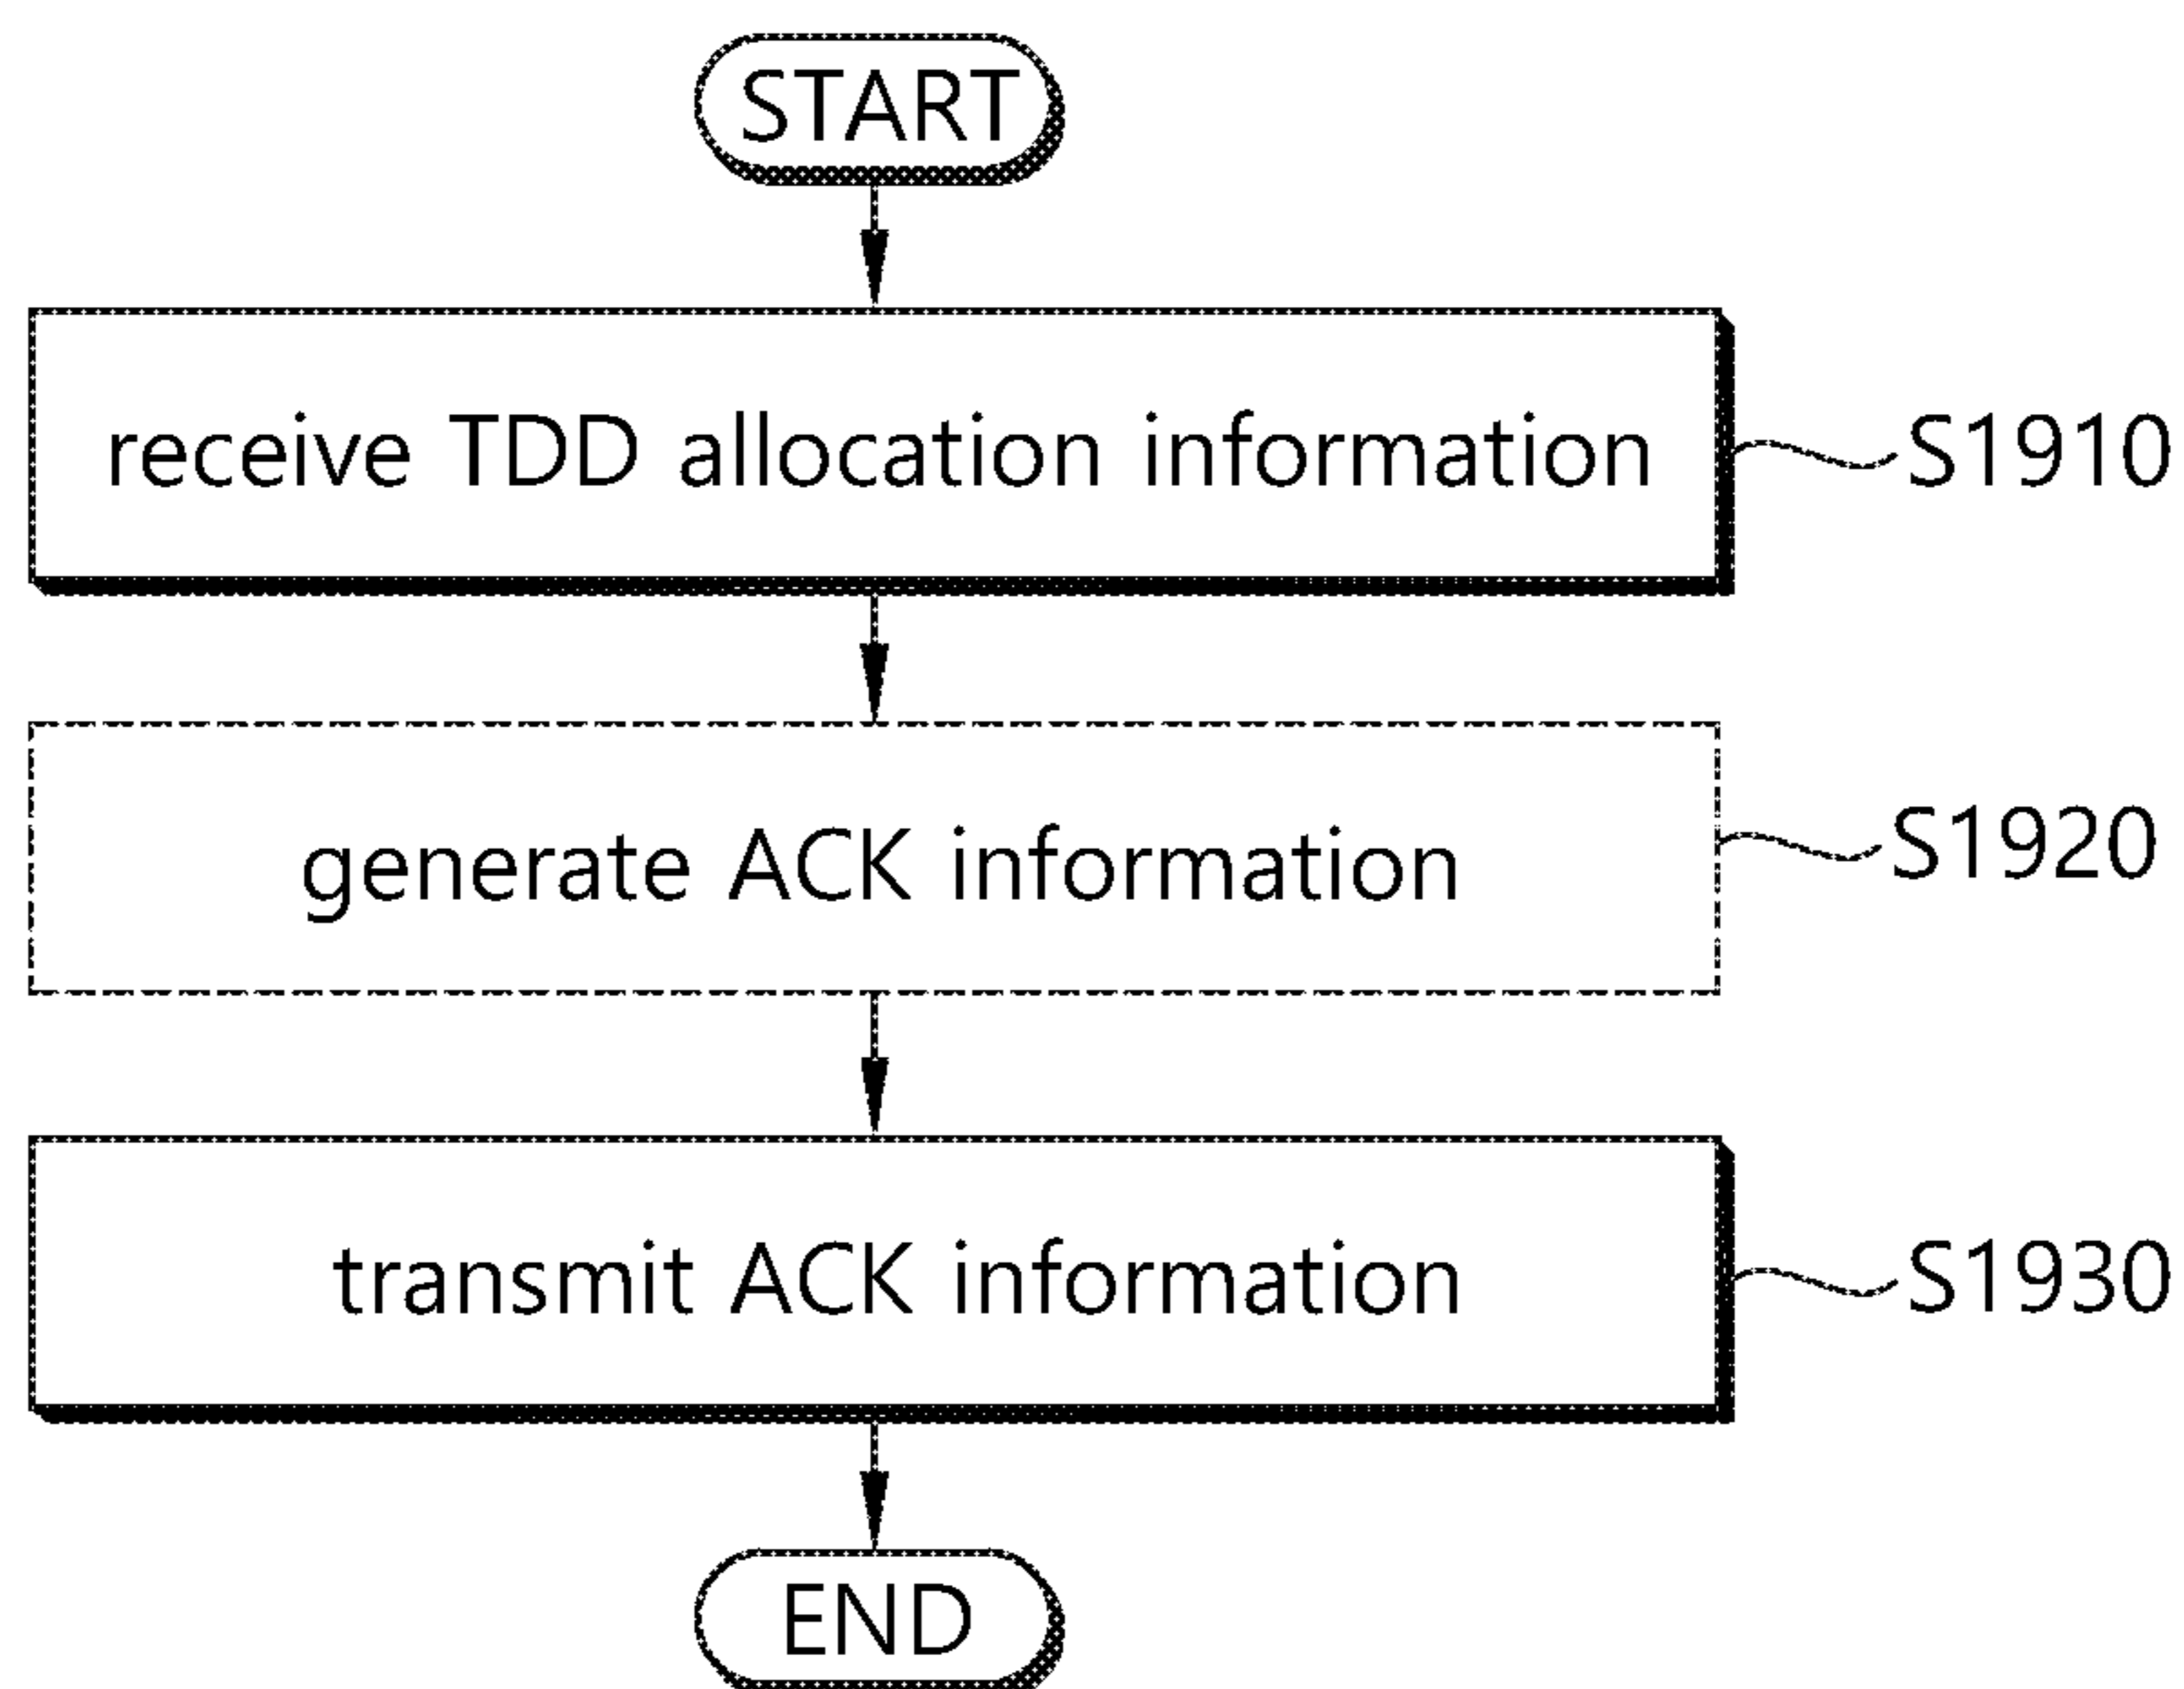 START
receive TDD allocation information
S1910
generate ACK information
S1920
transmit ACK information
S1930
END